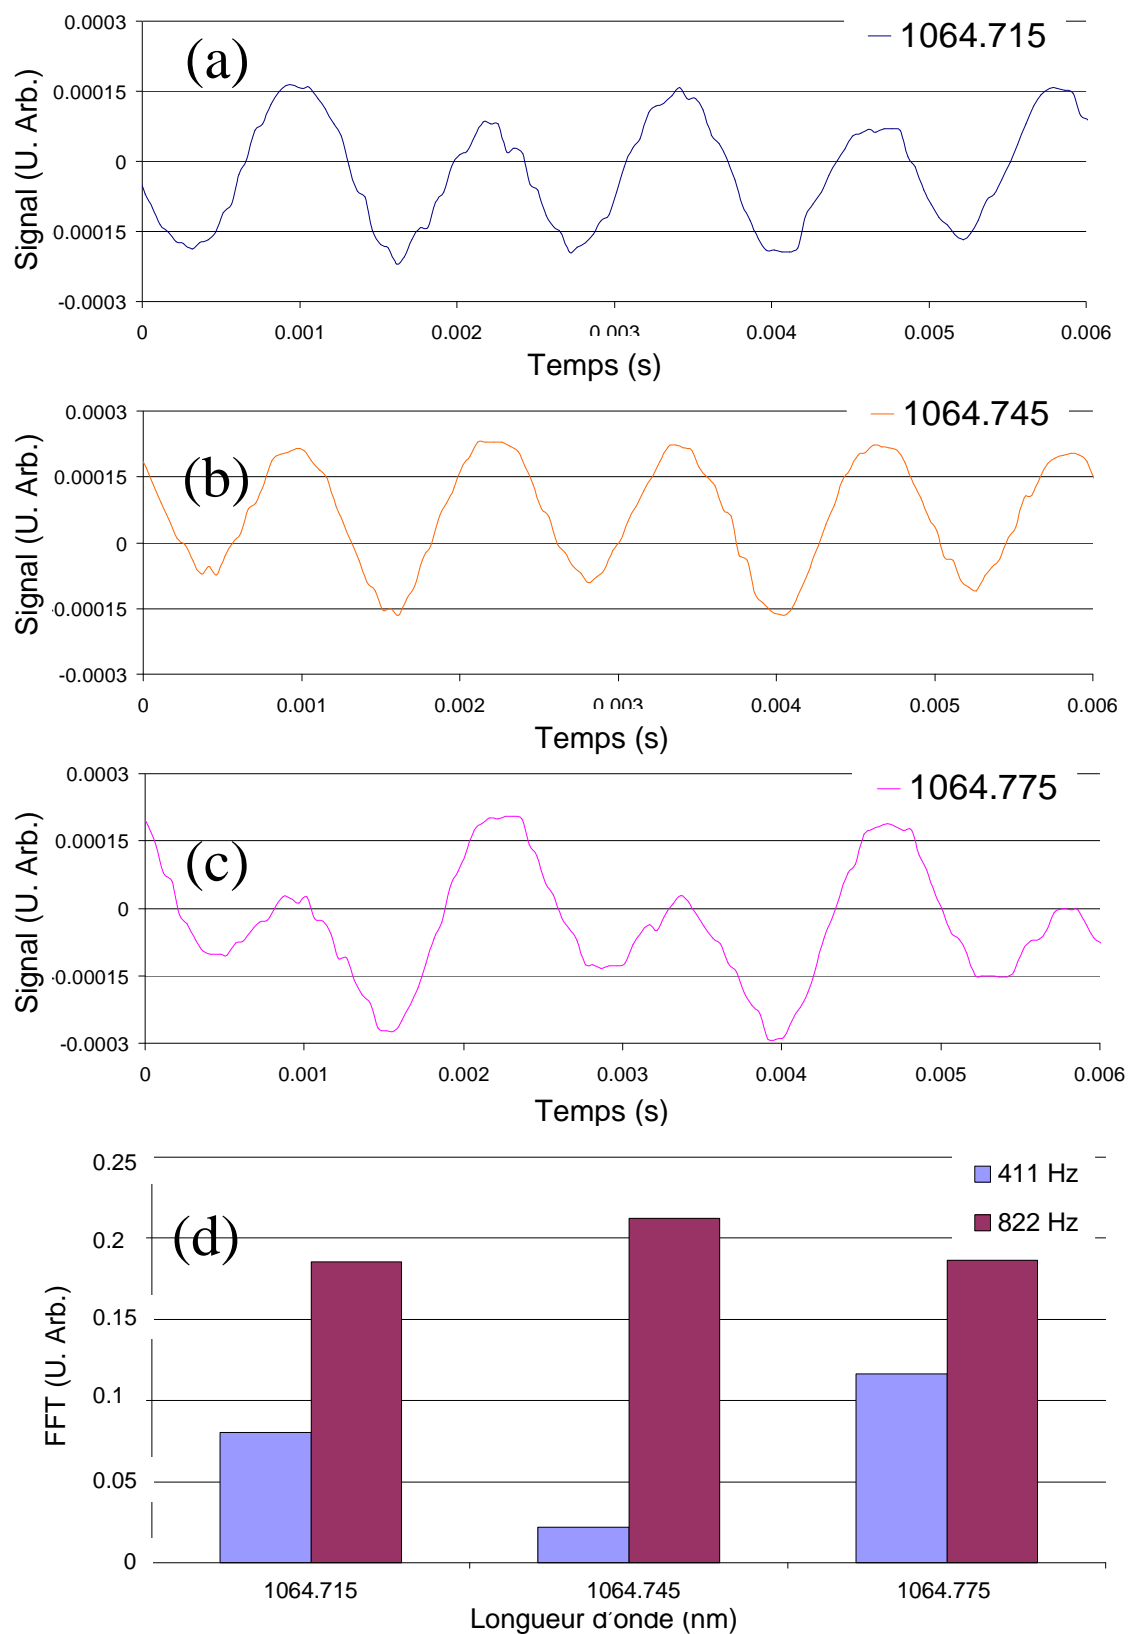 0.0003
(a)
1064.715
0.00015
0
0.00015
-0.0003
Signal (U. Arb.)
0 0.001 0.002 0.003 0.004 0.005 0.006
Temps (s)
0.0003
(b)
1064.745
0.00015
0
-0.00015
-0.0003
Signal (U. Arb.)
0 0.001 0.002 0.003 0.004 0.005 0.006
Temps (s)
0.0003
(c)
1064.775
0.00015
0
-0.00015
-0.0003
Signal (U. Arb.)
0 0.001 0.002 0.003 0.004 0.005 0.006
Temps (s)
0.25
(d)
411 Hz
822 Hz
0.2
0.15
0.1
0.05
0
FFT (U. Arb.)
1064.715 1064.745 1064.775
Longueur d'onde (nm)